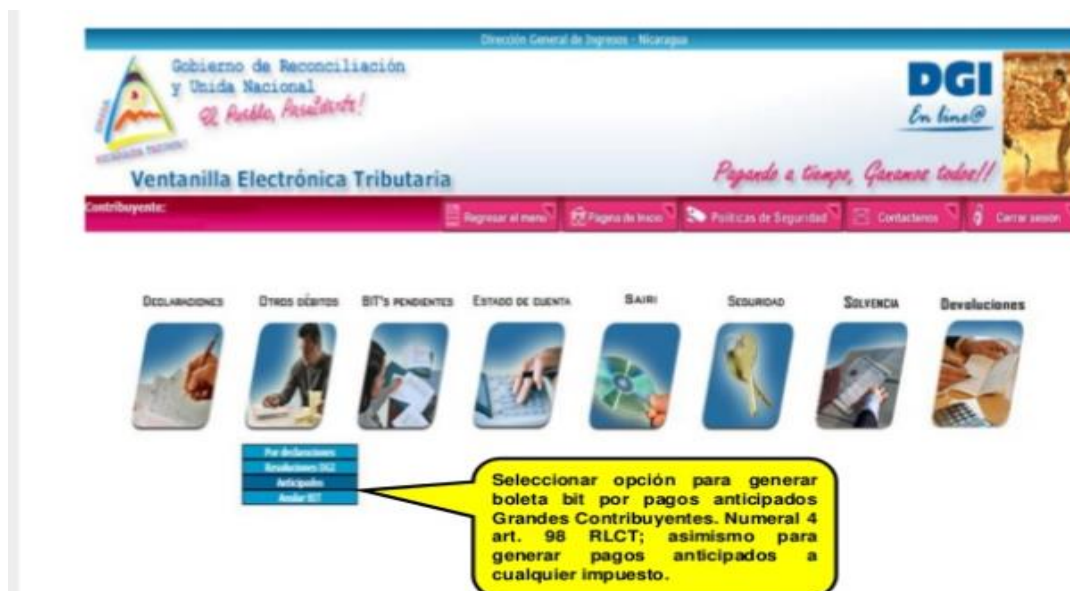 Dirección General de Ingresos - Nicaragua
Gobierno de Reconciliación
y Unida Nacional
El Pueblo, Presidente!
DGI
En line@
Ventanilla Electrónica Tributaria
Pagando a tiempo, Ganamos todos!!
Contribuyente:
Regresar al menú
Página de Inicio
Políticas de Seguridad
Contactenos
Cerrar sesion
DECLARACIONES
OTROS DÉBITOS
BIT's PENDIENTES
ESTADO DE CUENTA
SAIRI
SEGURIDAD
SOLVENCIA
Devoluciones
Por declaraciones
Resoluciones DGI
Anticipados
Anular BIT
Seleccionar opción para generar
boleta bit por pagos anticipados
Grandes Contribuyentes. Numeral 4
art. 98 RLCT; asimismo para
generar pagos anticipados a
cualquier impuesto.